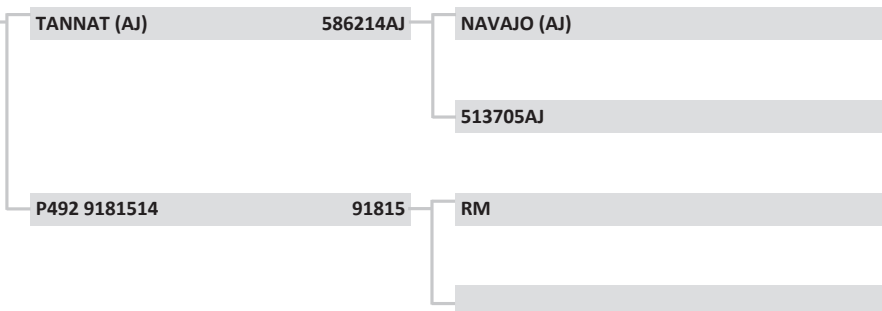 TANNAT (AJ) 586214AJ
NAVAJO (AJ)
513705AJ
P492 9181514 91815
RM